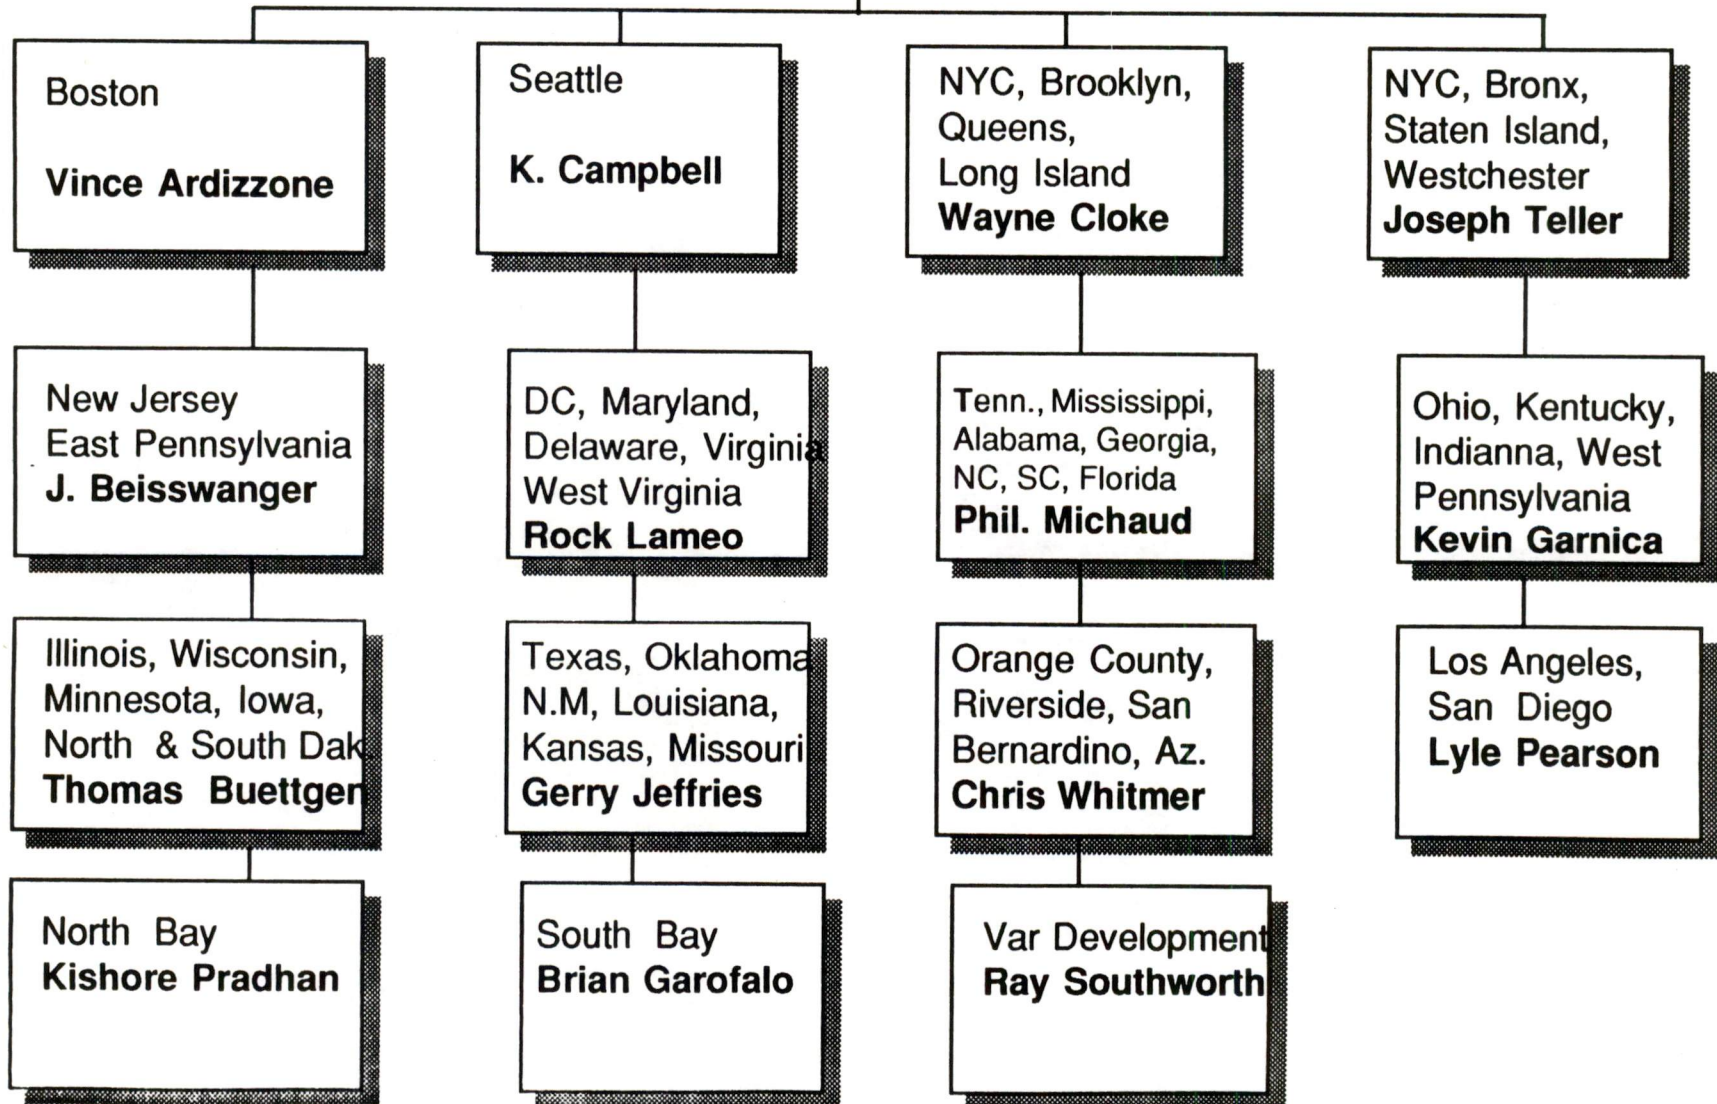 Boston
Vince Ardizzone
Seattle
K. Campbell
NYC, Brooklyn,
Queens,
Long Island
Wayne Cloke
NYC, Bronx,
Staten Island,
Westchester
Joseph Teller
New Jersey
East Pennsylvania
J. Beisswanger
DC, Maryland,
Delaware, Virginia
West Virginia
Rock Lameo
Tenn., Mississippi,
Alabama, Georgia,
NC, SC, Florida
Phil. Michaud
Ohio, Kentucky,
Indianna, West
Pennsylvania
Kevin Garnica
Illinois, Wisconsin,
Minnesota, Iowa,
North & South Dak.
Thomas Buettgen
Texas, Oklahoma
N.M, Louisiana,
Kansas, Missouri
Gerry Jeffries
Orange County,
Riverside, San
Bernardino, Az.
Chris Whitmer
Los Angeles,
San Diego
Lyle Pearson
North Bay
Kishore Pradhan
South Bay
Brian Garofalo
Var Development
Ray Southworth